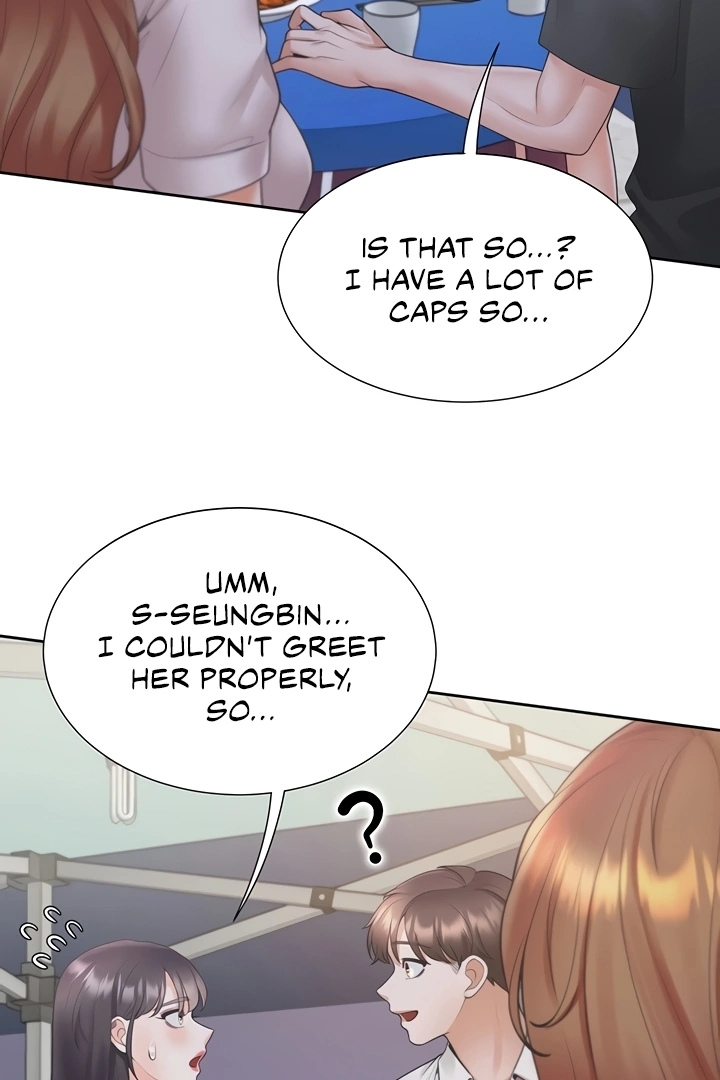 IS THAT SO...?
I HAVE A LOT OF
CAPS SO...
UMM,
S-SEUNGBIN...
I COULDN'T GREET
HER PROPERLY,
SO...
?